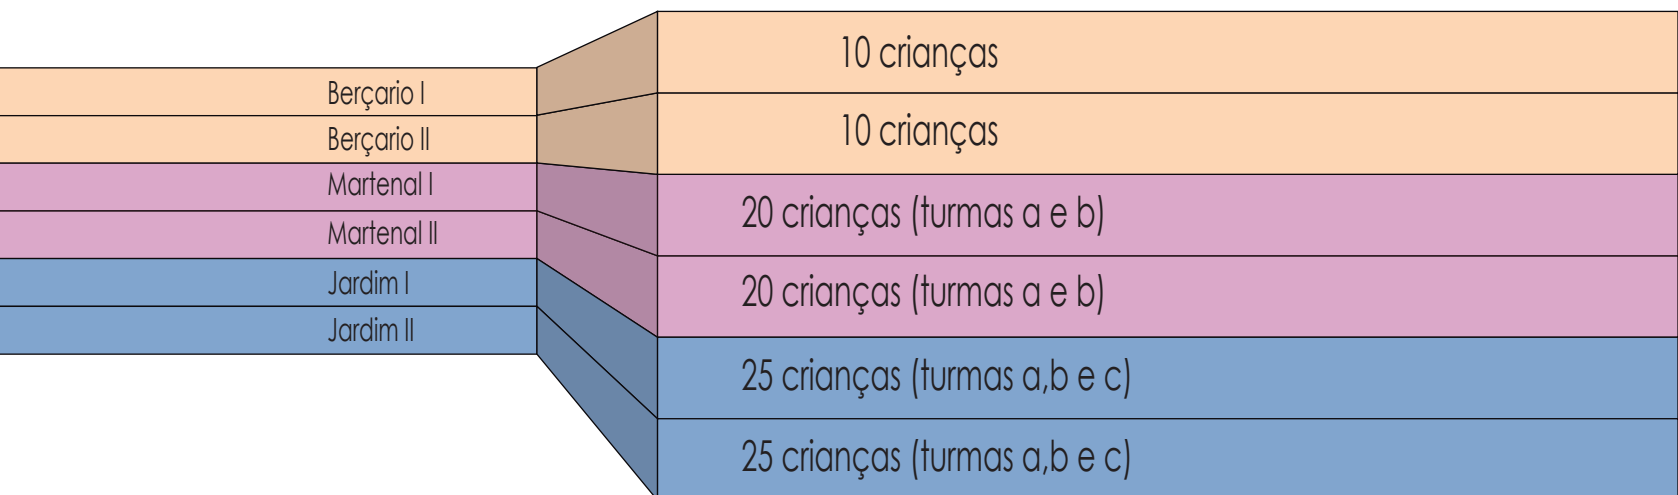 Berçario I
10 crianças
Berçario II
10 crianças
Martenal I
20 crianças (turmas a e b)
Martenal II
20 crianças (turmas a e b)
Jardim I
25 crianças (turmas a,b e c)
Jardim II
25 crianças (turmas a,b e c)